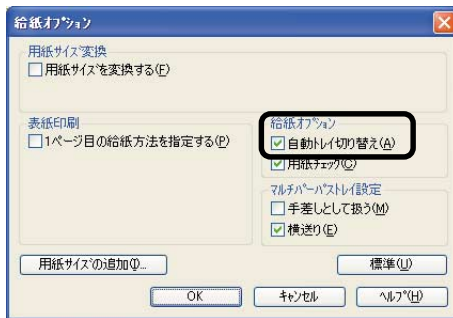 給紙オプション
用紙サイズ変換
用紙サイズを変換する(F)
表紙印刷
1ページ目の給紙方法を指定する(P)
給紙オプション
自動トレイ切り替え(A)
用紙チェック(C)
マルチパーパストレイ設定
手差しとして扱う(M)
横送り(E)
用紙サイズの追加(I)...
標準(U)
OK
キャンセル
ヘルプ(H)